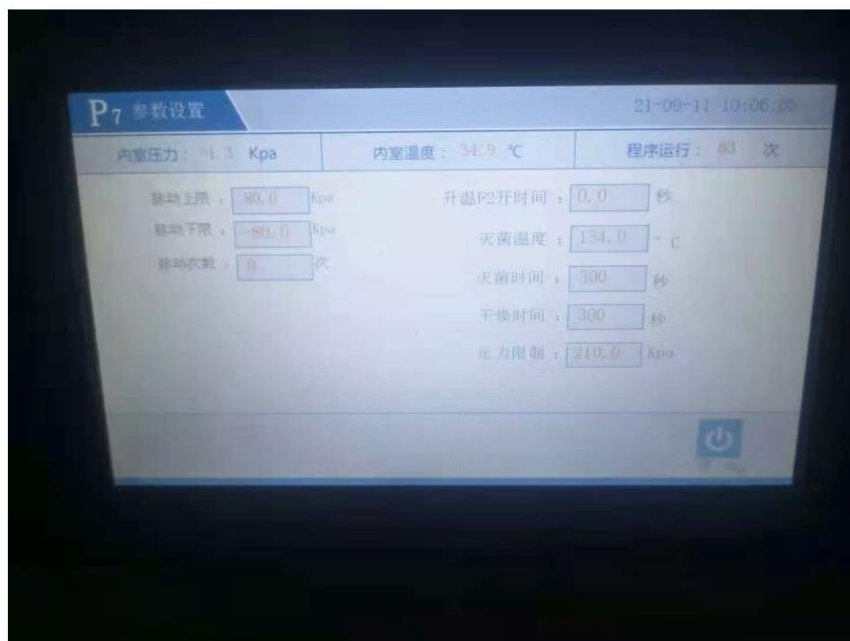 P7 参数设置
21-09-11 10:06:05
内室压力： -1.3 Kpa
内室温度： 34.9 ℃
程序运行： 63 次
脉动上限： 80.0 Kpa
脉动下限： -80.0 Kpa
脉动次数： 0 次
升温F2开时间： 0.0 秒
灭菌温度： 134.0 °C
灭菌时间： 300 秒
干燥时间： 300 秒
压力限制： 210.0 Kpa